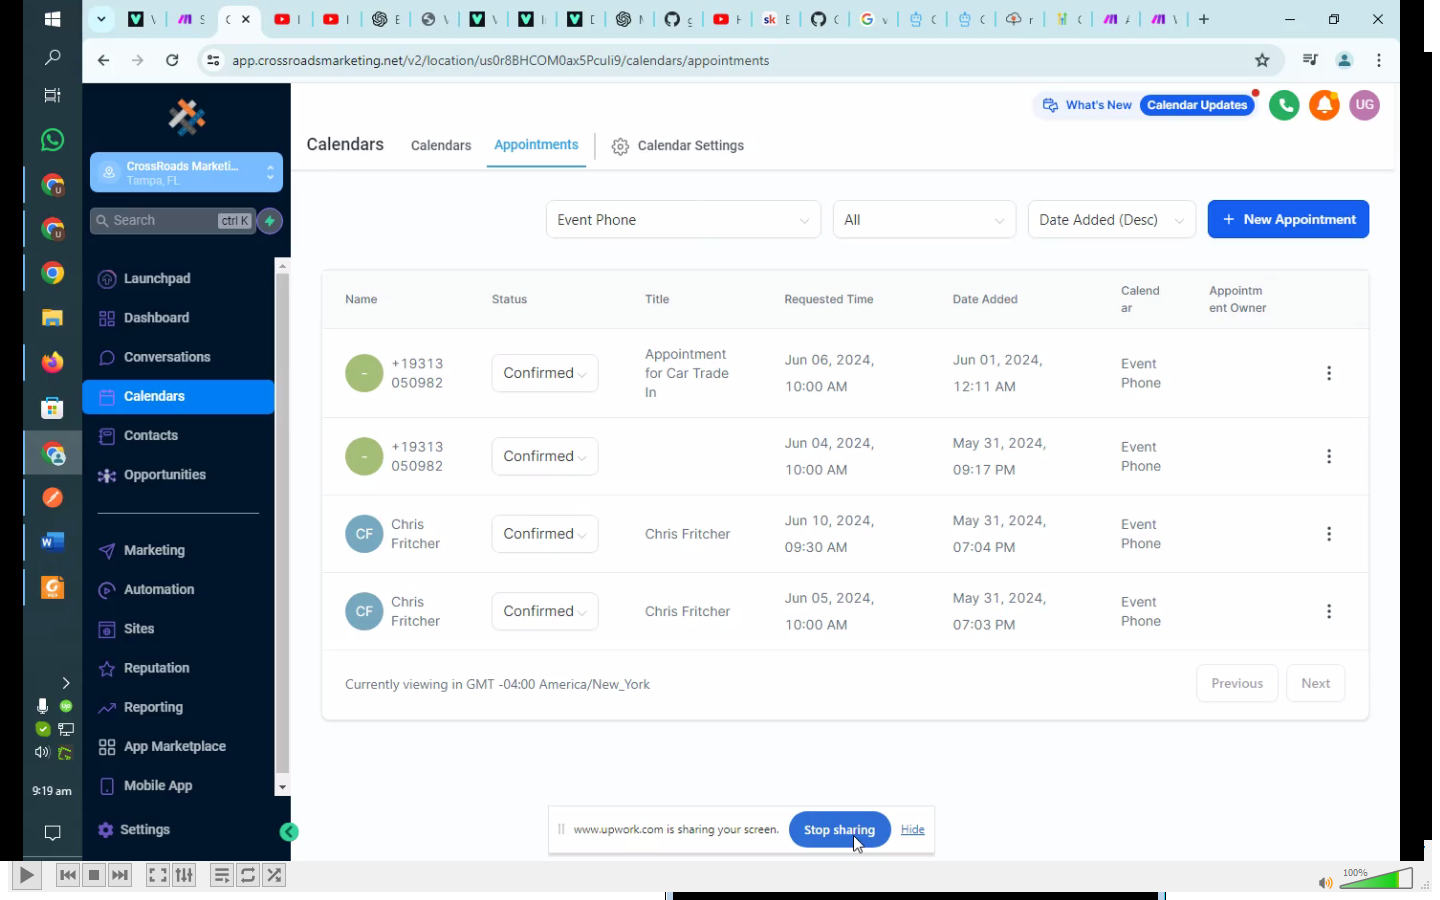 app.crossroadsmarketing.net/v2/location/us0r8BHCOM0ax5Pculi9/calendars/appointments
What's New
Calendar Updates
UG
Calendars
Calendars
Appointments
Calendar Settings
CrossRoads Marketi...
Tampa, FL
Search
ctrl K
Event Phone
All
Date Added (Desc)
+ New Appointment
Launchpad
Dashboard
Conversations
Calendars
Contacts
Opportunities
Marketing
Automation
Sites
Reputation
Reporting
App Marketplace
Mobile App
Settings
Name
Status
Title
Requested Time
Date Added
Calend
ar
Appointm
ent Owner
-
+19313
050982
Confirmed
Appointment
for Car Trade
In
Jun 06, 2024,
10:00 AM
Jun 01, 2024,
12:11 AM
Event
Phone
-
+19313
050982
Confirmed
Jun 04, 2024,
10:00 AM
May 31, 2024,
09:17 PM
Event
Phone
CF
Chris
Fritcher
Confirmed
Chris Fritcher
Jun 10, 2024,
09:30 AM
May 31, 2024,
07:04 PM
Event
Phone
CF
Chris
Fritcher
Confirmed
Chris Fritcher
Jun 05, 2024,
10:00 AM
May 31, 2024,
07:03 PM
Event
Phone
Currently viewing in GMT -04:00 America/New_York
Previous
Next
www.upwork.com is sharing your screen.
Stop sharing
Hide
9:19 am
100%